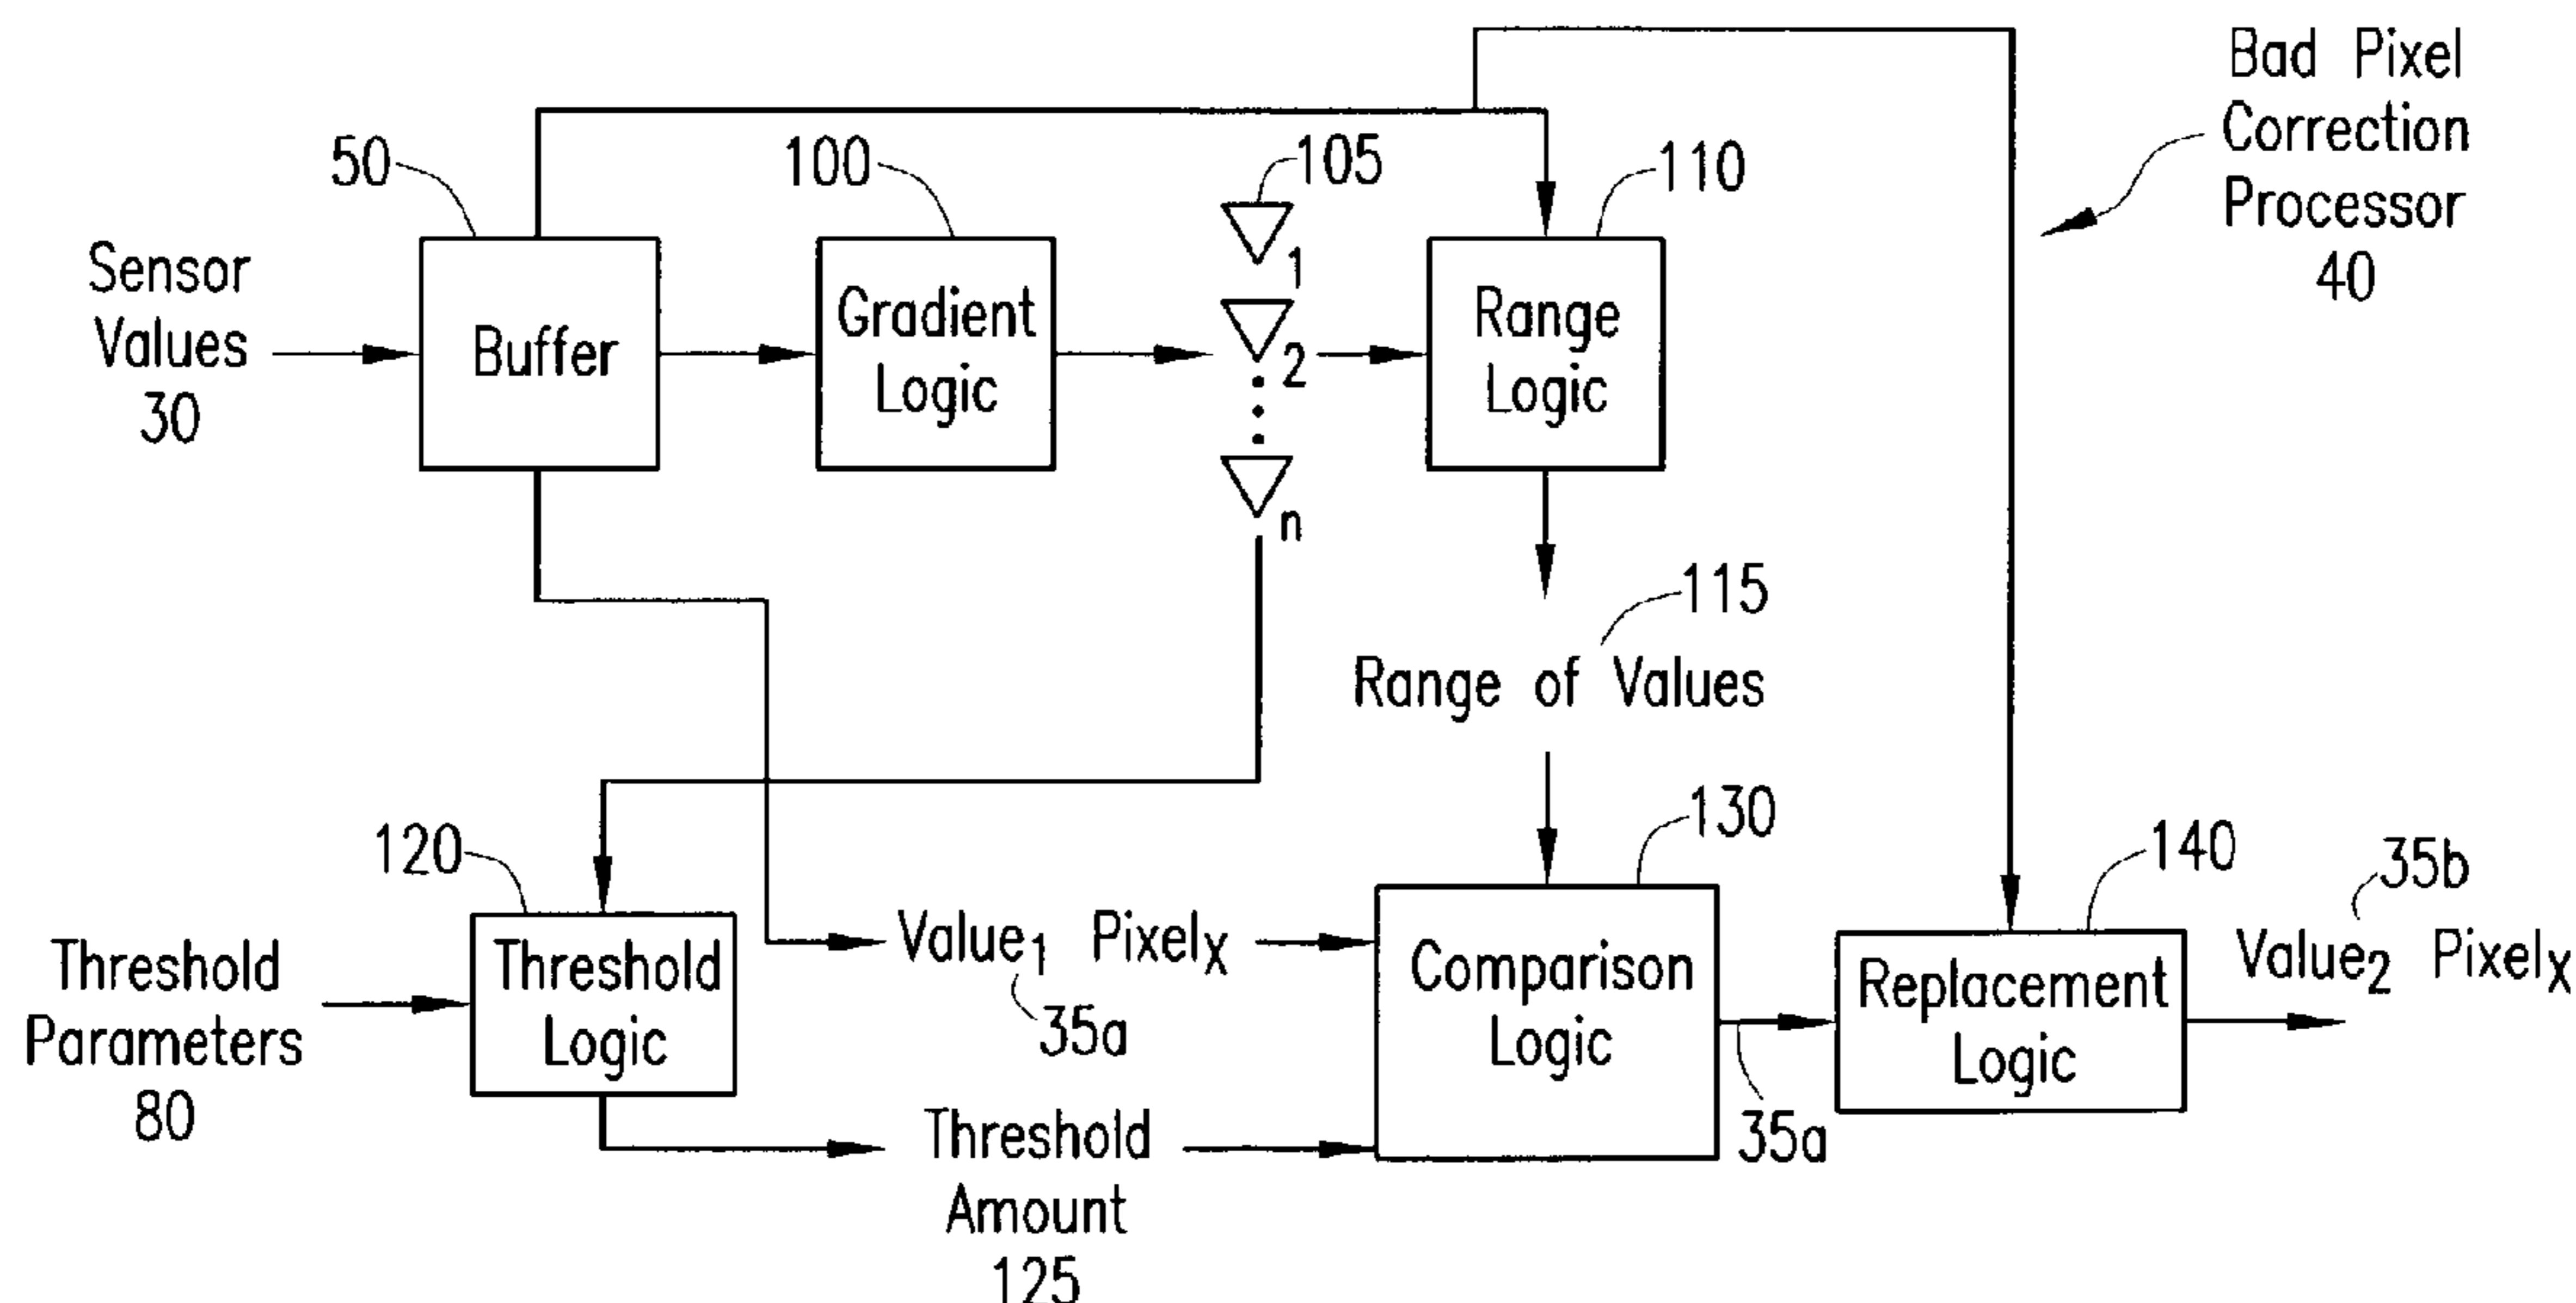 Bad Pixel
Correction
Processor
40
50
100
105
110
Sensor
Values
30
Buffer
Gradient
Logic
1
2
n
Range
Logic
115
Range of Values
120
130
140
35b
Threshold
Parameters
80
Threshold
Logic
Value1 PixelX
35a
Comparison
Logic
35a
Replacement
Logic
Value2 PixelX
Threshold
Amount
125